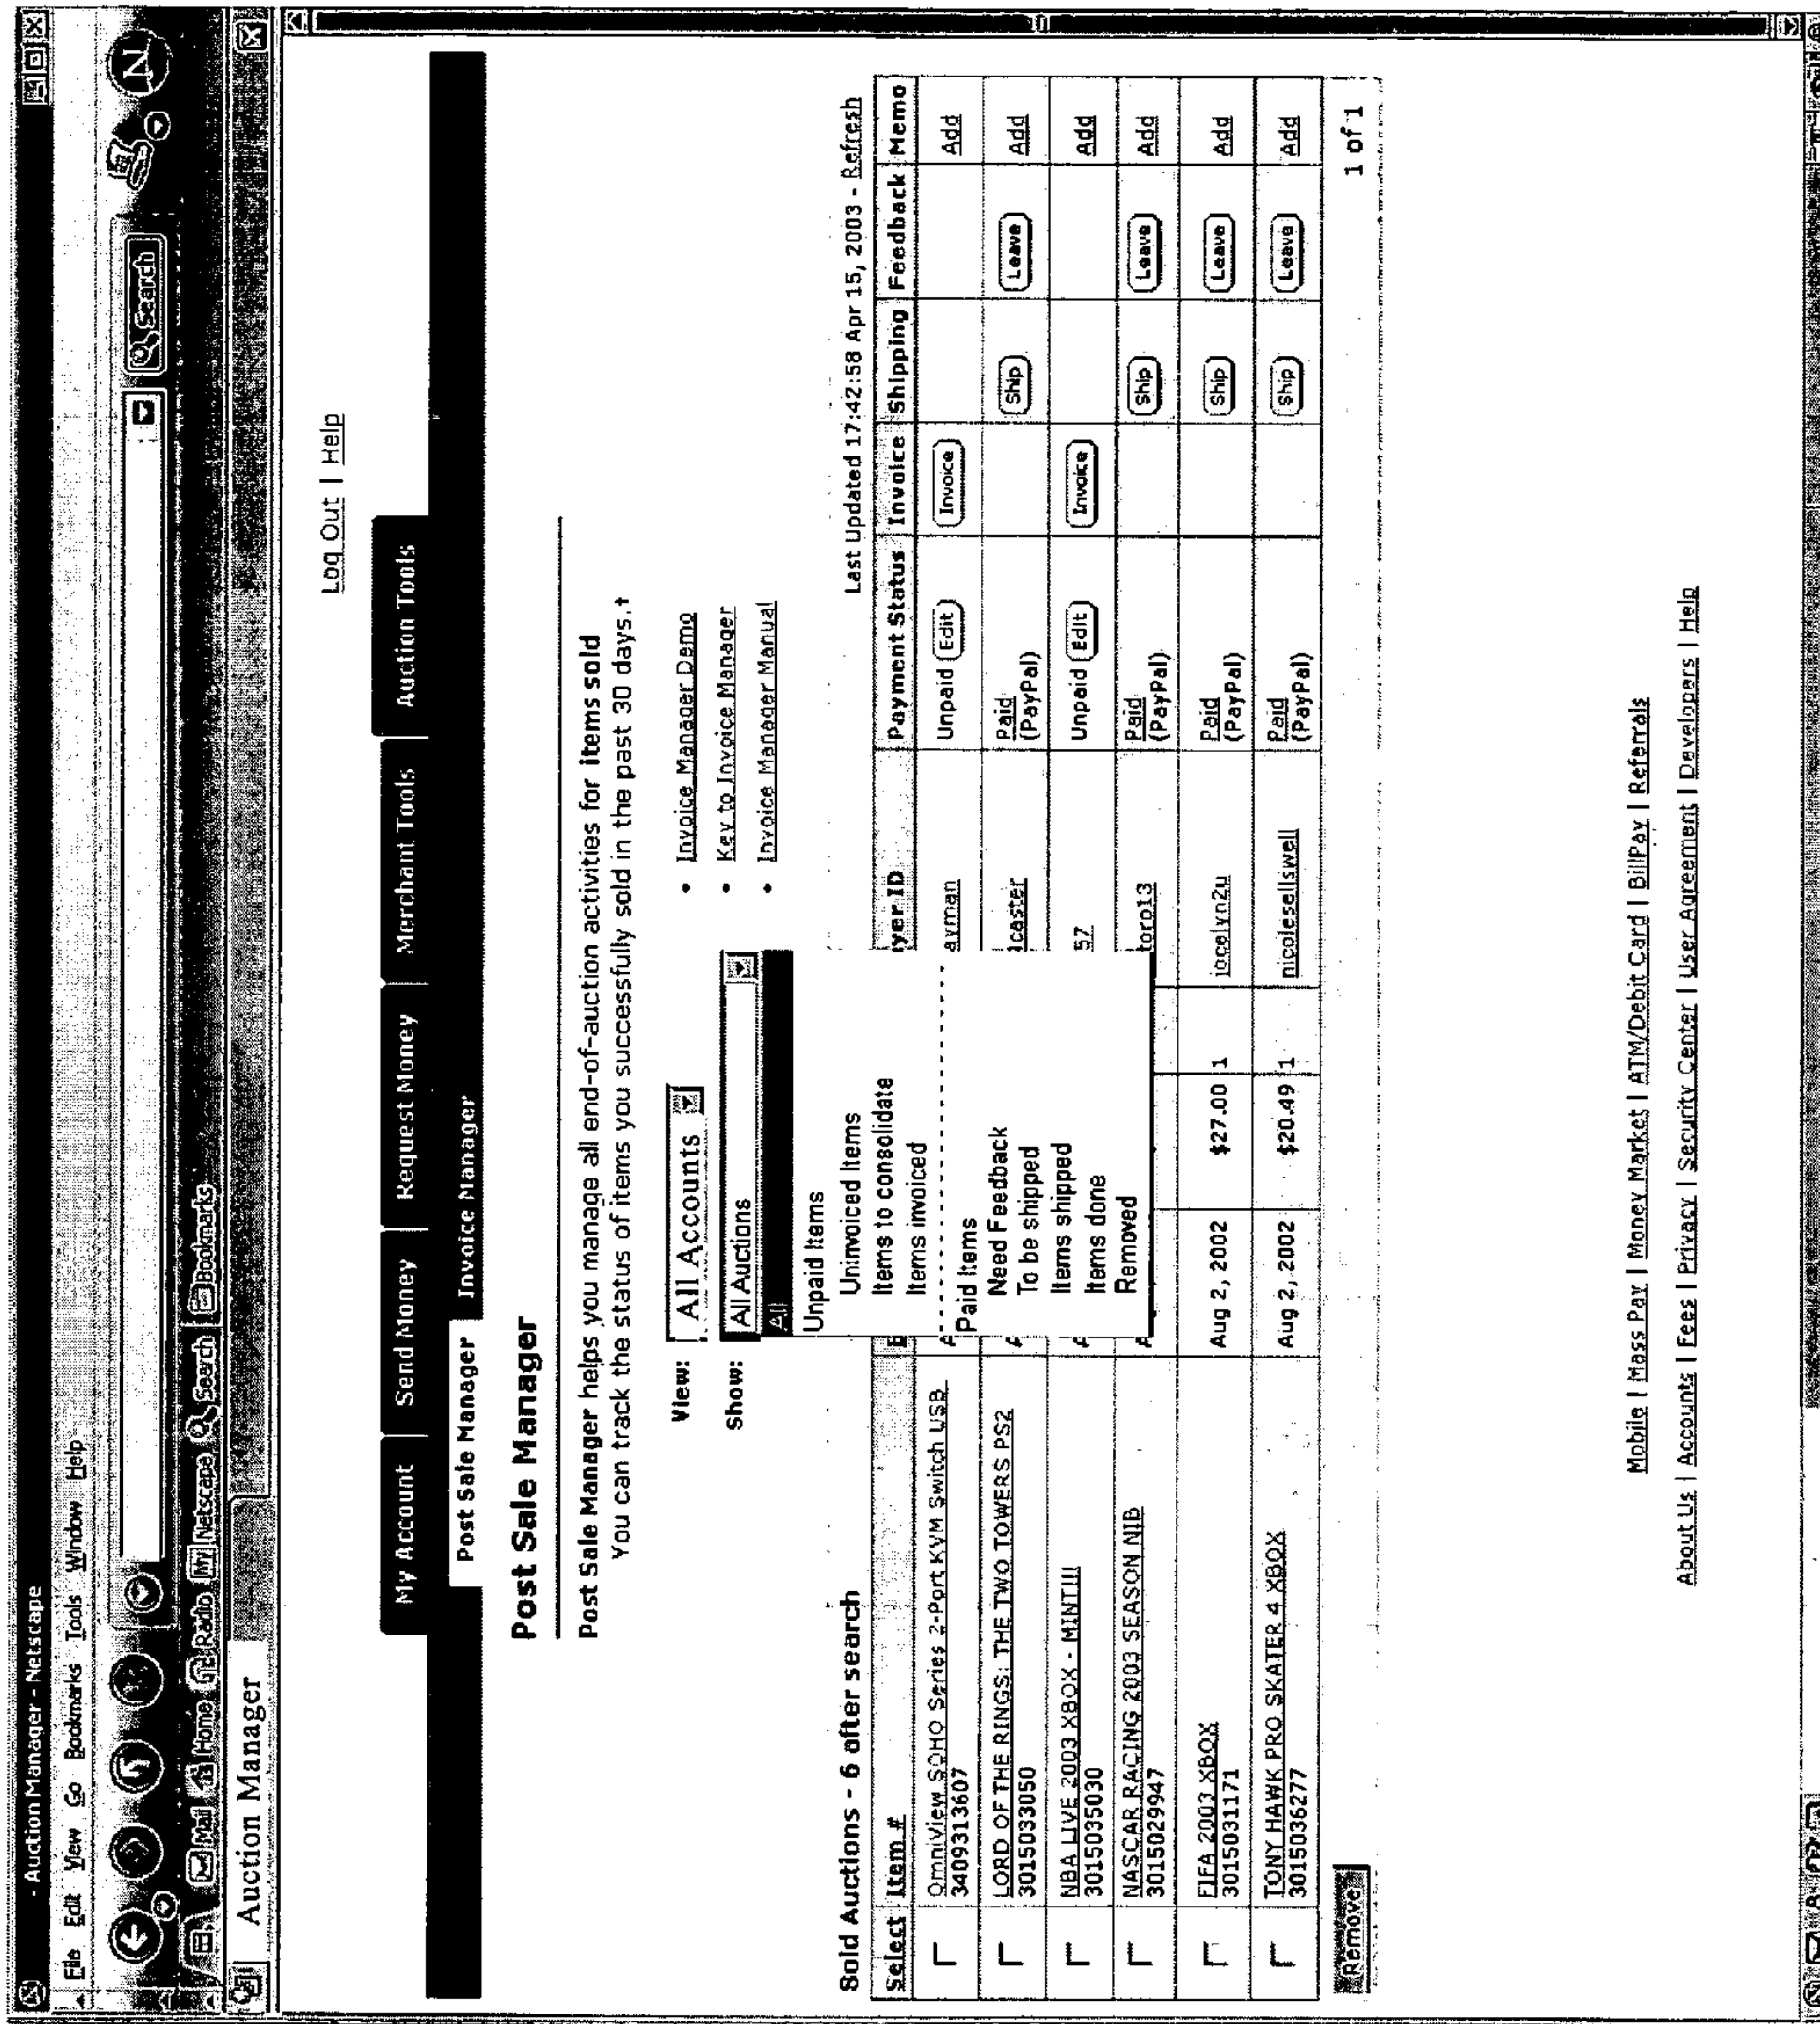 - Auction Manager - Netscape
File Edit View Go Bookmarks Tools Window Help
Search
Mail Home Radio My Netscape Search Bookmarks
Auction Manager
Log Out | Help
My Account Send Money Request Money Merchant Tools Auction Tools
Post Sale Manager Invoice Manager
Post Sale Manager
Post Sale Manager helps you manage all end-of-auction activities for items sold
You can track the status of items you successfully sold in the past 30 days.†
View: All Accounts • Invoice Manager Demo
• Key to Invoice Manager
Show: All Auctions
• Invoice Manager Manual
All
Unpaid Items
Uninvoiced Items
Items to consolidate
Items invoiced
Paid Items
Need Feedback
To be shipped
Items shipped
Items done
Removed
Sold Auctions - 6 after search Last Updated 17:42:58 Apr 15, 2003 - Refresh
Select Item # yer ID Payment Status Invoice Shipping Feedback Memo
OmniView SOHO Series 2-Port KVM Switch USB ayman Unpaid Edit Invoice Add
3409313607
LORD OF THE RINGS: THE TWO TOWERS PS2 lcaster Paid Ship Leave Add
3015033050 (PayPal)
NBA LIVE 2003 XBOX - MINT!!! 57 Unpaid Edit Invoice Add
3015035030
NASCAR RACING 2003 SEASON NIB toro13 Paid Ship Leave Add
3015029947 (PayPal)
FIFA 2003 XBOX Aug 2, 2002 $27.00 1 jocelyn2u Paid Ship Leave Add
3015031171 (PayPal)
TONY HAWK PRO SKATER 4 XBOX Aug 2, 2002 $20.49 1 nicolesellswell Paid Ship Leave Add
3015036277 (PayPal)
Remove 1 of 1
Mobile | Mass Pay | Money Market | ATM/Debit Card | BillPay | Referrals
About Us | Accounts | Fees | Privacy | Security Center | User Agreement | Developers | Help